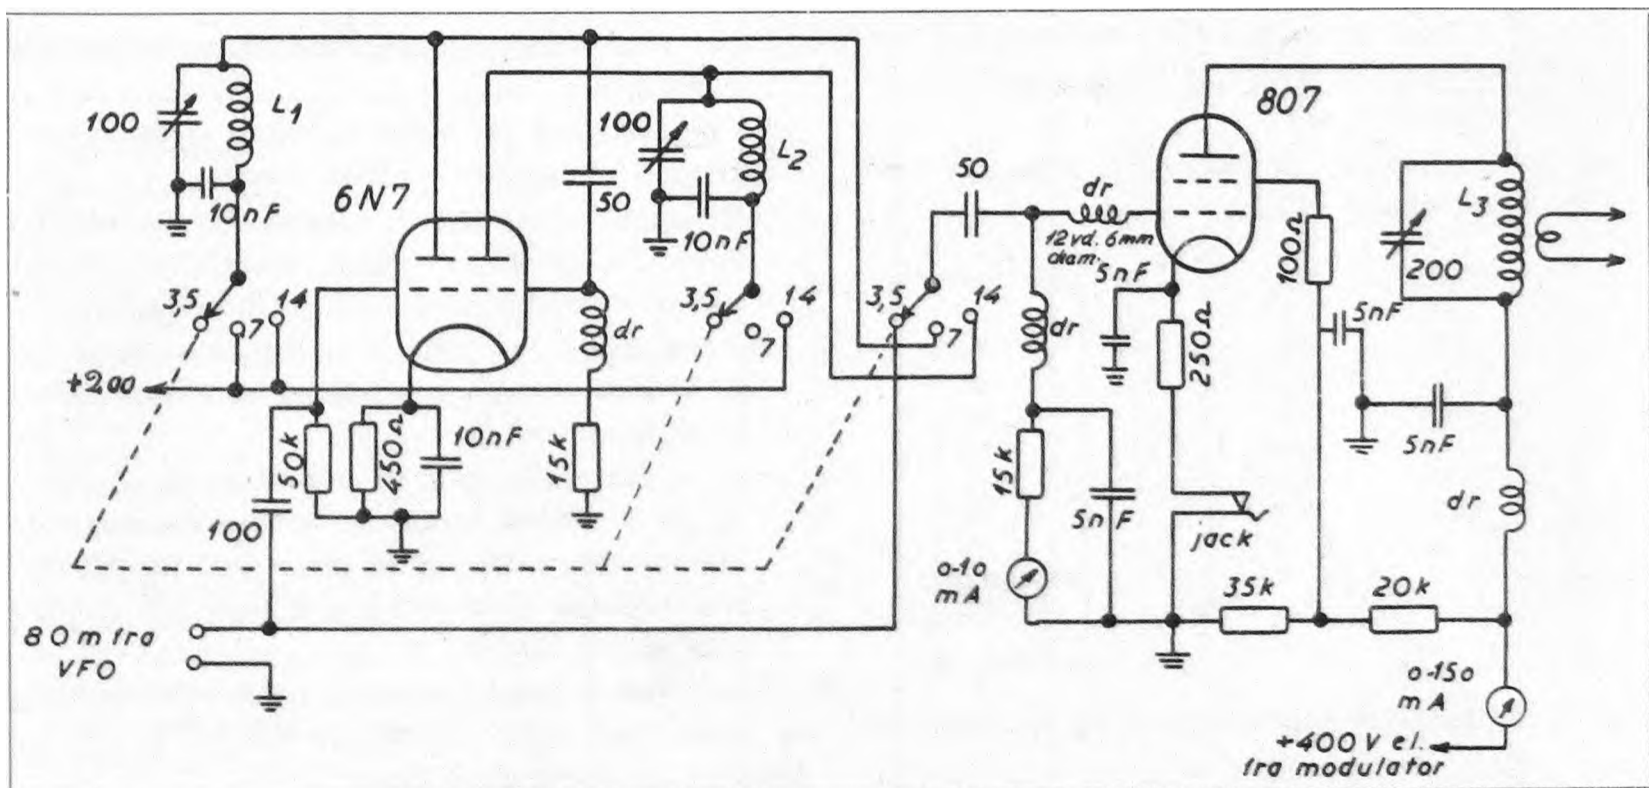 100
L1
10nF
6N7
50
100
L2
10nF
3,5
7
14
dr
3,5
7
14
+200
50k
450Ω
10nF
15k
100
80m fra
VFO
3,5
7
14
50
dr
12vd. 6mm
diam.
807
5nF
250Ω
100Ω
dr
15k
5nF
0-10
mA
jack
5nF
5nF
200
L3
dr
35k
20k
0-150
mA
+400V el.
fra modulator